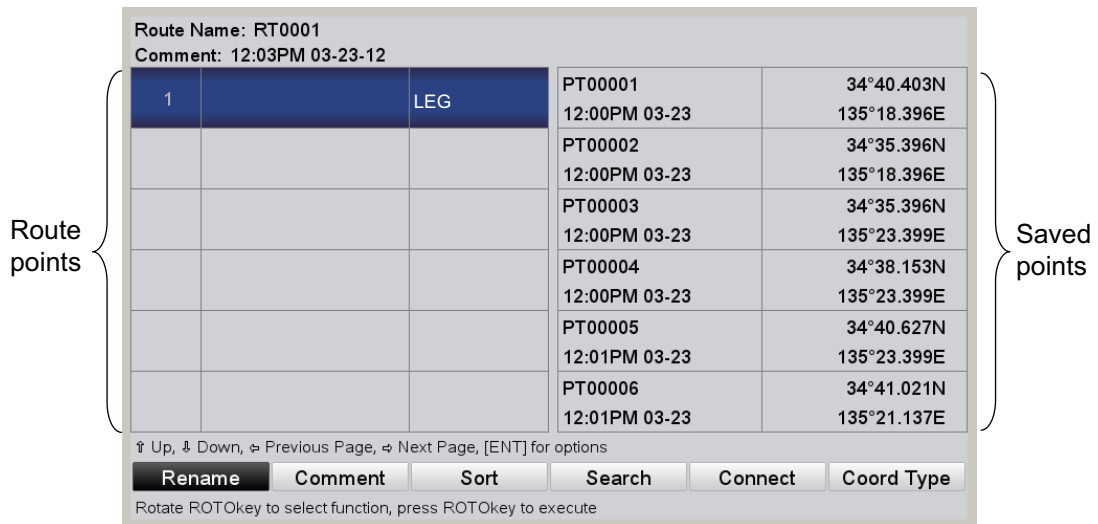 Route Name: RT0001
Comment: 12:03PM 03-23-12
Route
points
1 LEG
PT00001 34°40.403N
12:00PM 03-23 135°18.396E
PT00002 34°35.396N
12:00PM 03-23 135°18.396E
PT00003 34°35.396N
12:00PM 03-23 135°23.399E
PT00004 34°38.153N
12:00PM 03-23 135°23.399E
PT00005 34°40.627N
12:01PM 03-23 135°23.399E
PT00006 34°41.021N
12:01PM 03-23 135°21.137E
Saved
points
⇧ Up, ⇩ Down, ⇦ Previous Page, ⇨ Next Page, [ENT] for options
Rename Comment Sort Search Connect Coord Type
Rotate ROTOkey to select function, press ROTOkey to execute